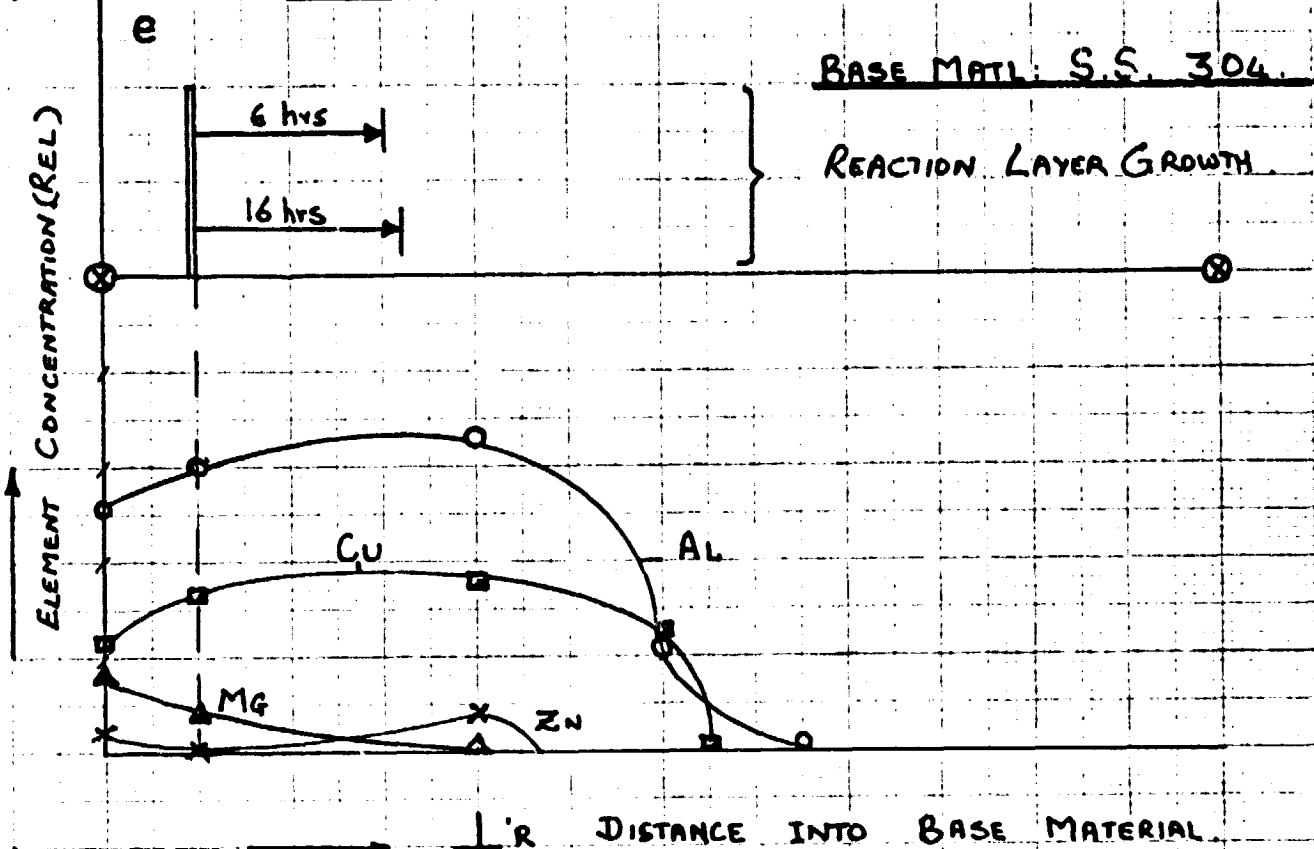 e
BASE MATL: S.S. 304.
6 hrs
REACTION LAYER GROWTH.
16 hrs
ELEMENT CONCENTRATION (REL)
CU
AL
MG
ZN
⊥'R DISTANCE INTO BASE MATERIAL.